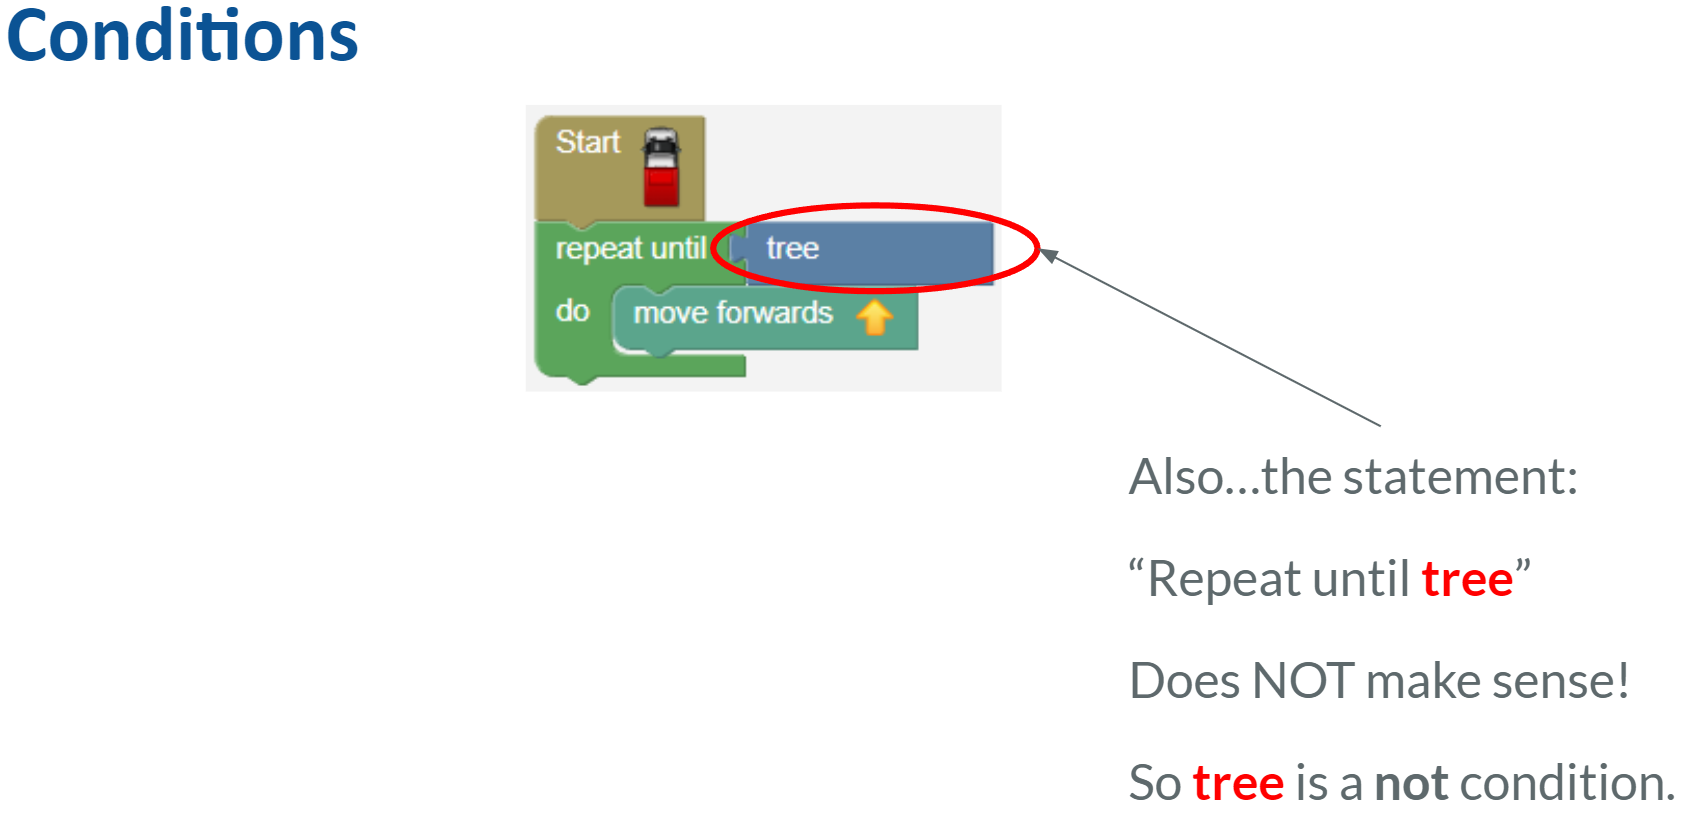 Conditions
Start
repeat until tree
do move forwards
Also...the statement:
“Repeat until tree”
Does NOT make sense!
So tree is a not condition.